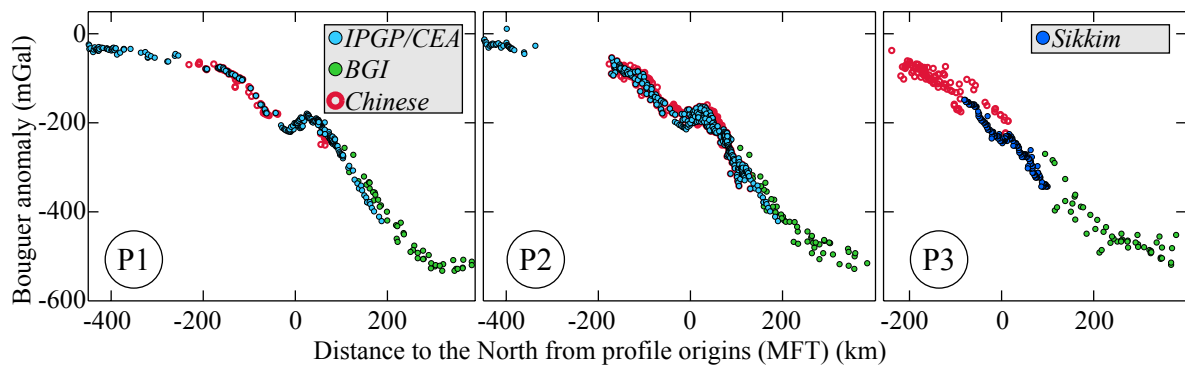 Bouguer anomaly (mGal)
0
-200
-400
-600
IPGP/CEA
BGI
Chinese
Sikkim
P1
P2
P3
-400 -200 0 200 -400 -200 0 200 -200 0 200
Distance to the North from profile origins (MFT) (km)